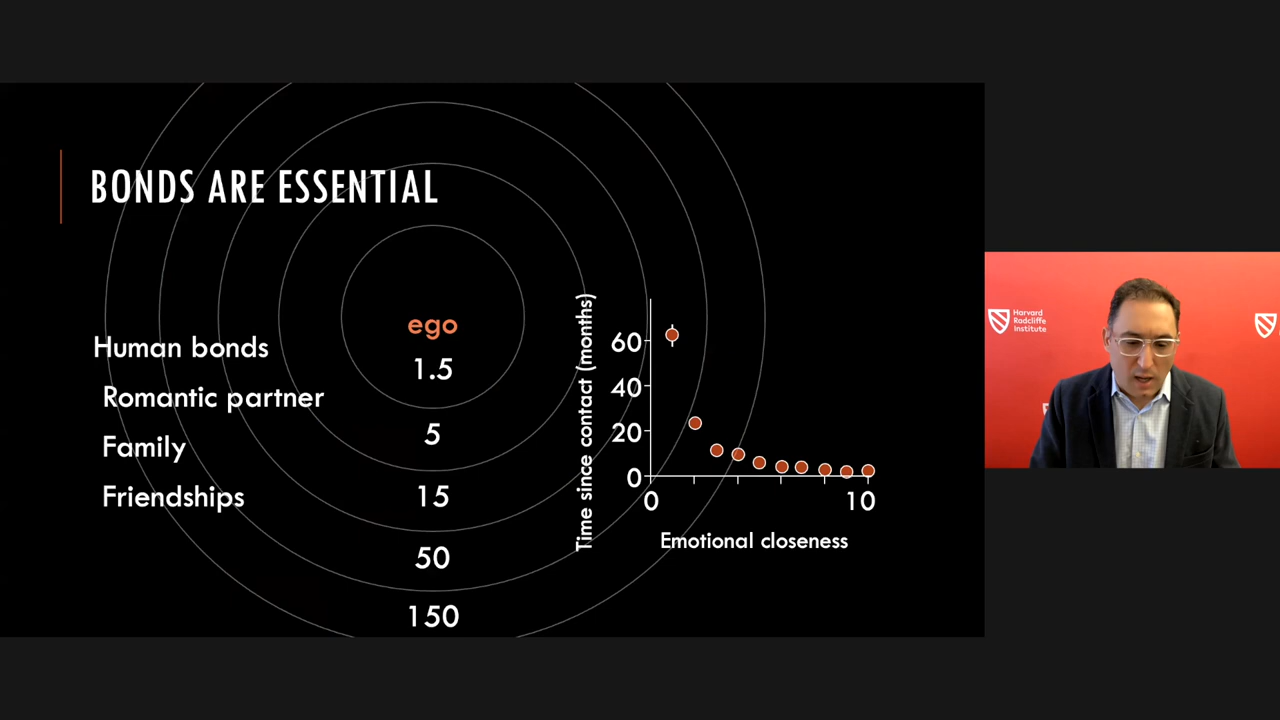 BONDS ARE ESSENTIAL
Human bonds
Romantic partner
Family
Friendships
ego
1.5
5
15
50
150
Time since contact (months)
60
40
20
0
0
10
Emotional closeness
Harvard
Radcliffe
Institute